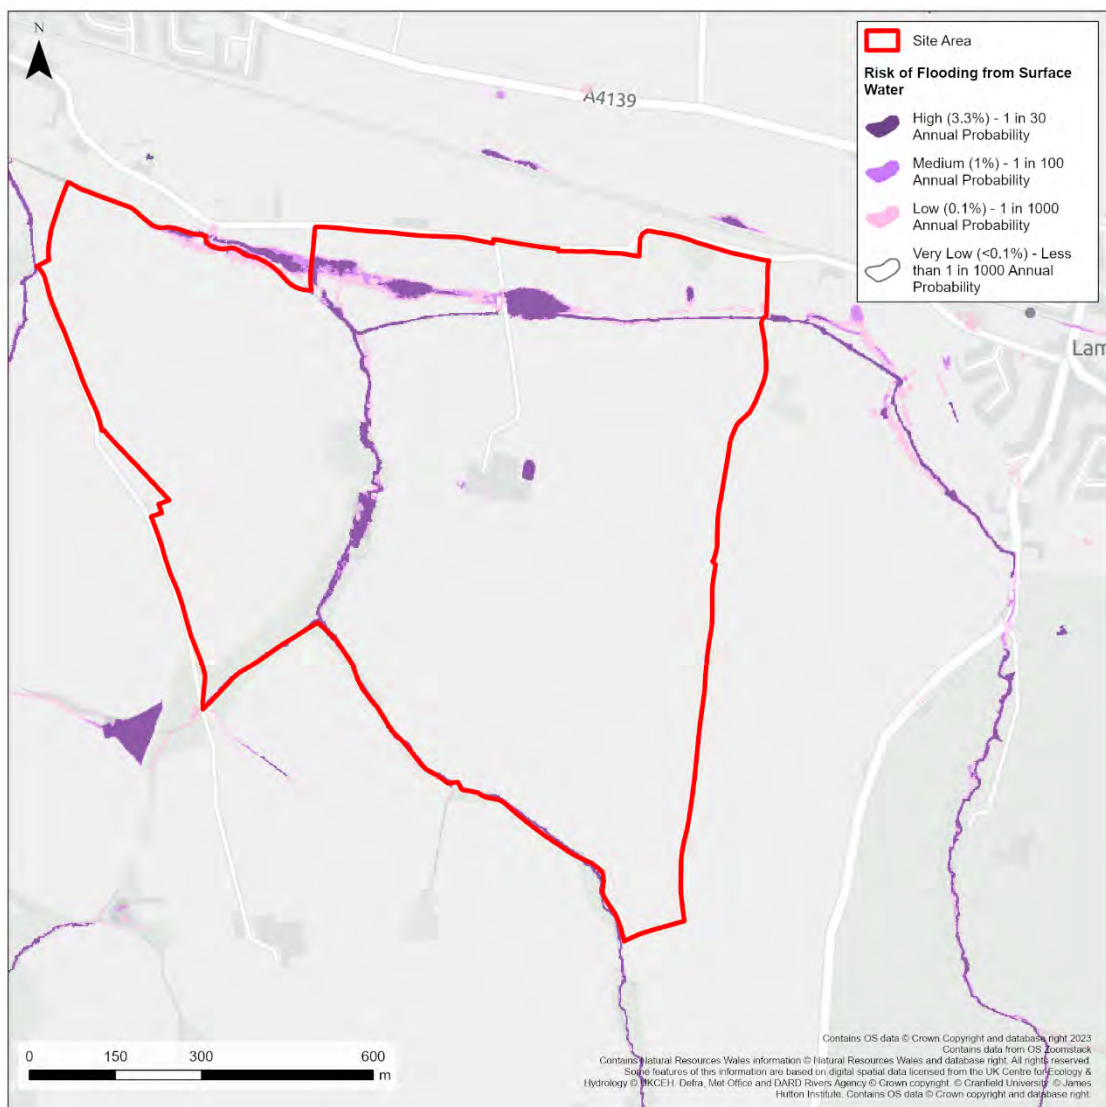 N
A4139
Site Area
Risk of Flooding from Surface
Water
High (3.3%) - 1 in 30
Annual Probability
Medium (1%) - 1 in 100
Annual Probability
Low (0.1%) - 1 in 1000
Annual Probability
Very Low (<0.1%) - Less
than 1 in 1000 Annual
Probability
Lam
0 150 300 600
m
Contains OS data © Crown Copyright and database right 2023
Contains data from OS Zoomstack
Contains Natural Resources Wales information © Natural Resources Wales and database right. All rights reserved.
Some features of this information are based on digital spatial data licensed from the UK Centre for Ecology &
Hydrology © UKCEH. Defra, Met Office and DARD Rivers Agency © Crown copyright. © Cranfield University. © James
Hutton Institute. Contains OS data © Crown copyright and database right.